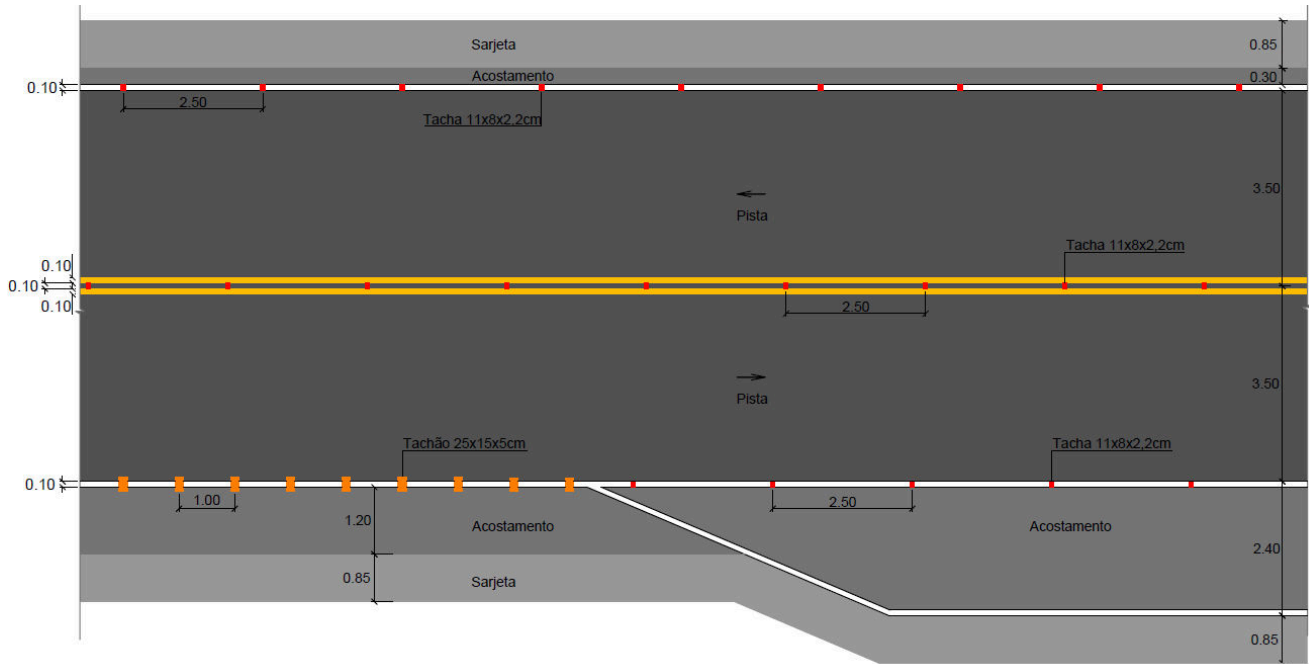 Sarjeta
0.85
Acostamento
0.30
0.10
2.50
Tacha 11x8x2,2cm
3.50
Pista
Tacha 11x8x2,2cm
0.10
0.10
0.10
2.50
Pista
3.50
Tachão 25x15x5cm
Tacha 11x8x2,2cm
0.10
1.00
2.50
1.20
Acostamento
Acostamento
2.40
0.85
Sarjeta
0.85